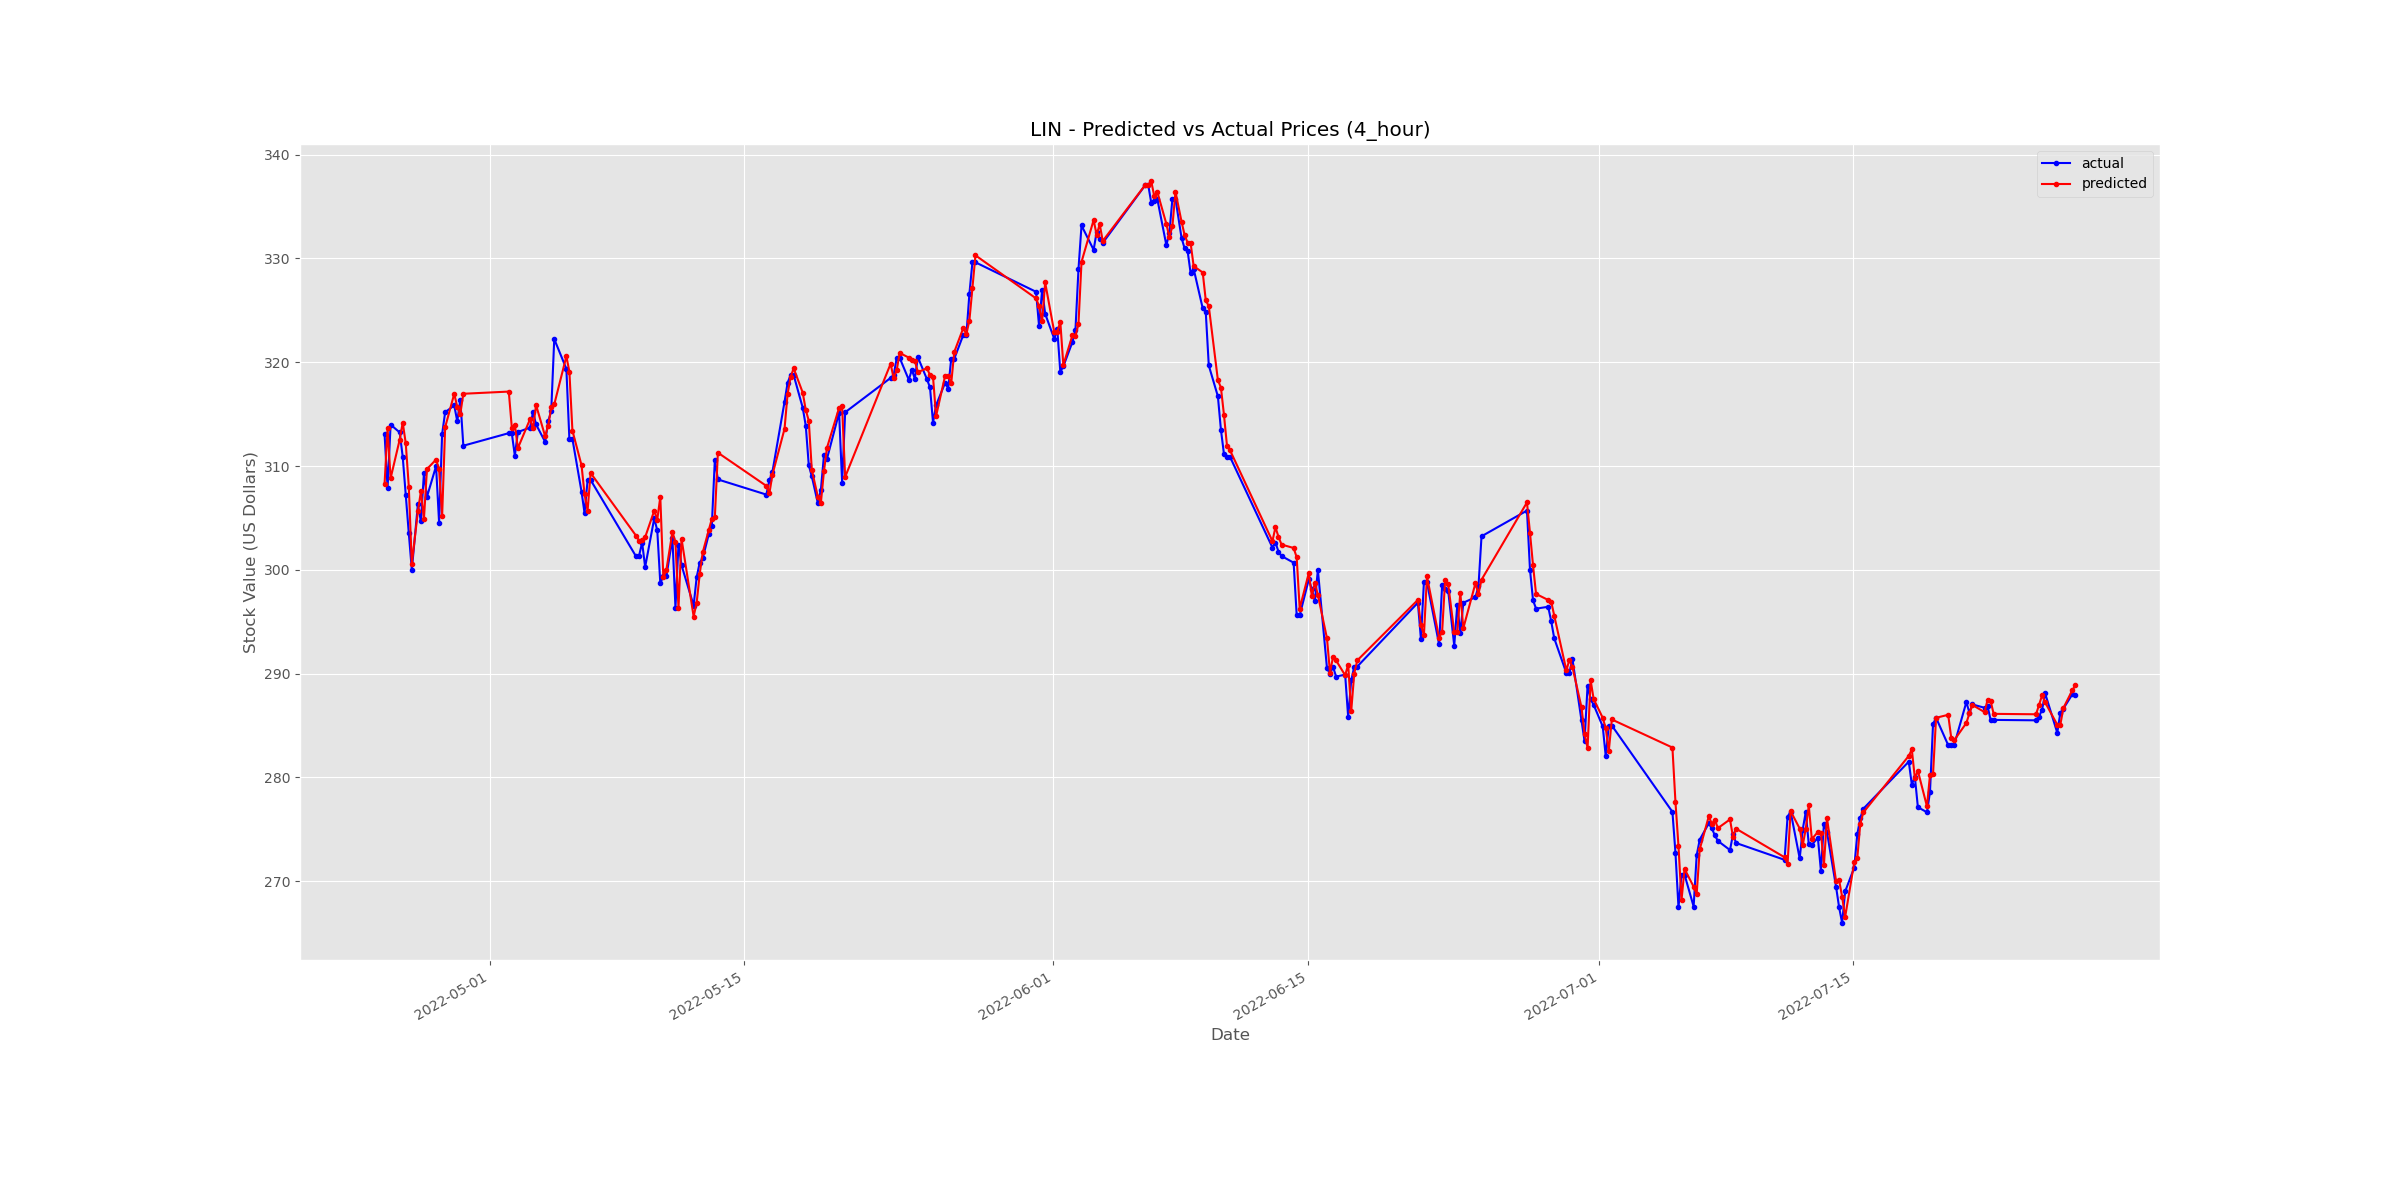 LIN - Predicted vs Actual Prices (4_hour)
actual
predicted
340
330
320
310
300
290
280
270
Stock Value (US Dollars)
2022-05-01
2022-05-15
2022-06-01
2022-06-15
2022-07-01
2022-07-15
Date